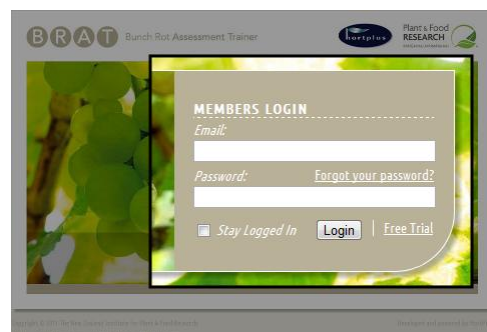 BRAT Bunch Rot Assessment Trainer
hortplus
Plant & Food
RESEARCH
MEMBERS LOGIN
Email:
Password: Forgot your password?
Stay Logged In Login | Free Trial